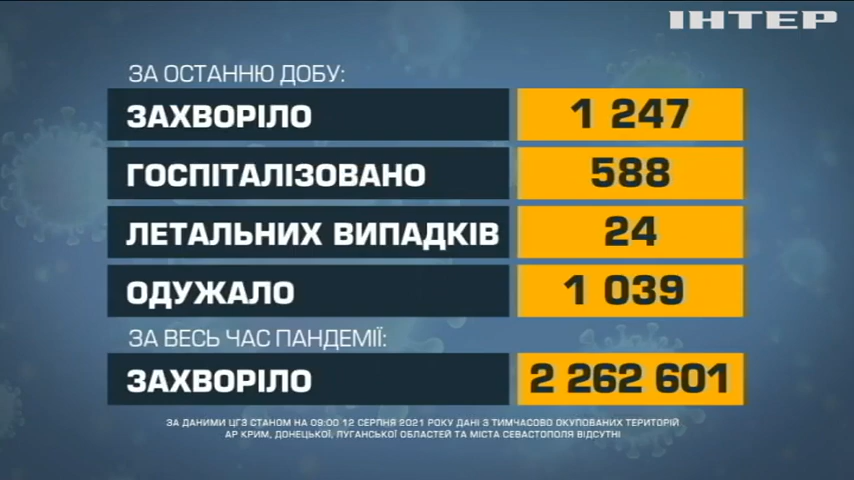 ІНТЕР
ЗА ОСТАННЮ ДОБУ:
ЗАХВОРІЛО 1 247
ГОСПІТАЛІЗОВАНО 588
ЛЕТАЛЬНИХ ВИПАДКІВ 24
ОДУЖАЛО 1 039
ЗА ВЕСЬ ЧАС ПАНДЕМІЇ:
ЗАХВОРІЛО 2 262 601
ЗА ДАНИМИ ЦГЗ СТАНОМ НА 09:00 12 СЕРПНЯ 2021 РОКУ ДАНІ З ТИМЧАСОВО ОКУПОВАНИХ ТЕРИТОРІЙ
АР КРИМ, ДОНЕЦЬКОЇ, ЛУГАНСЬКОЇ ОБЛАСТЕЙ ТА МІСТА СЕВАСТОПОЛЯ ВІДСУТНІ